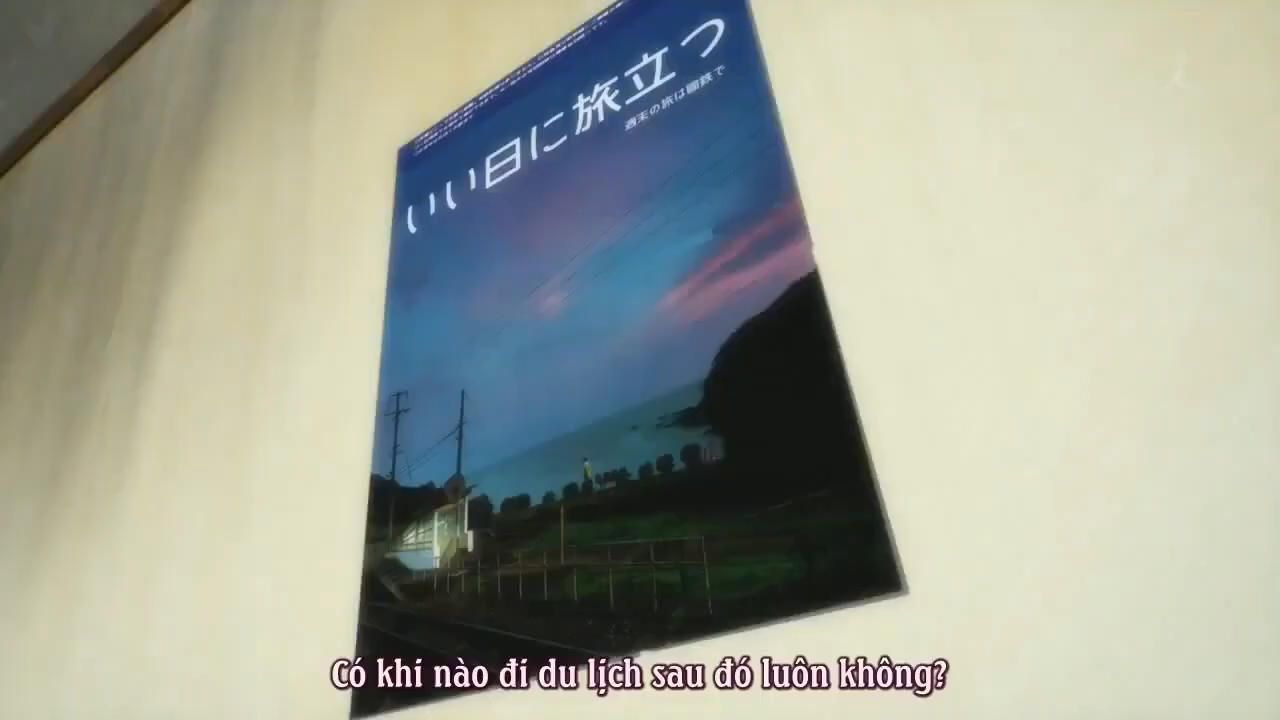 いい日に旅立つ
週末の旅は國鉄で
Có khi nào đi du lịch sau đó luôn không?